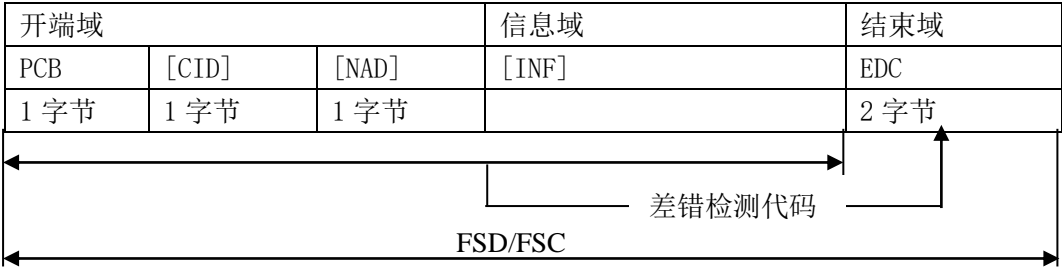 开端域 信息域 结束域
PCB [CID] [NAD] [INF] EDC
1 字节 1 字节 1 字节 2 字节
差错检测代码
FSD/FSC